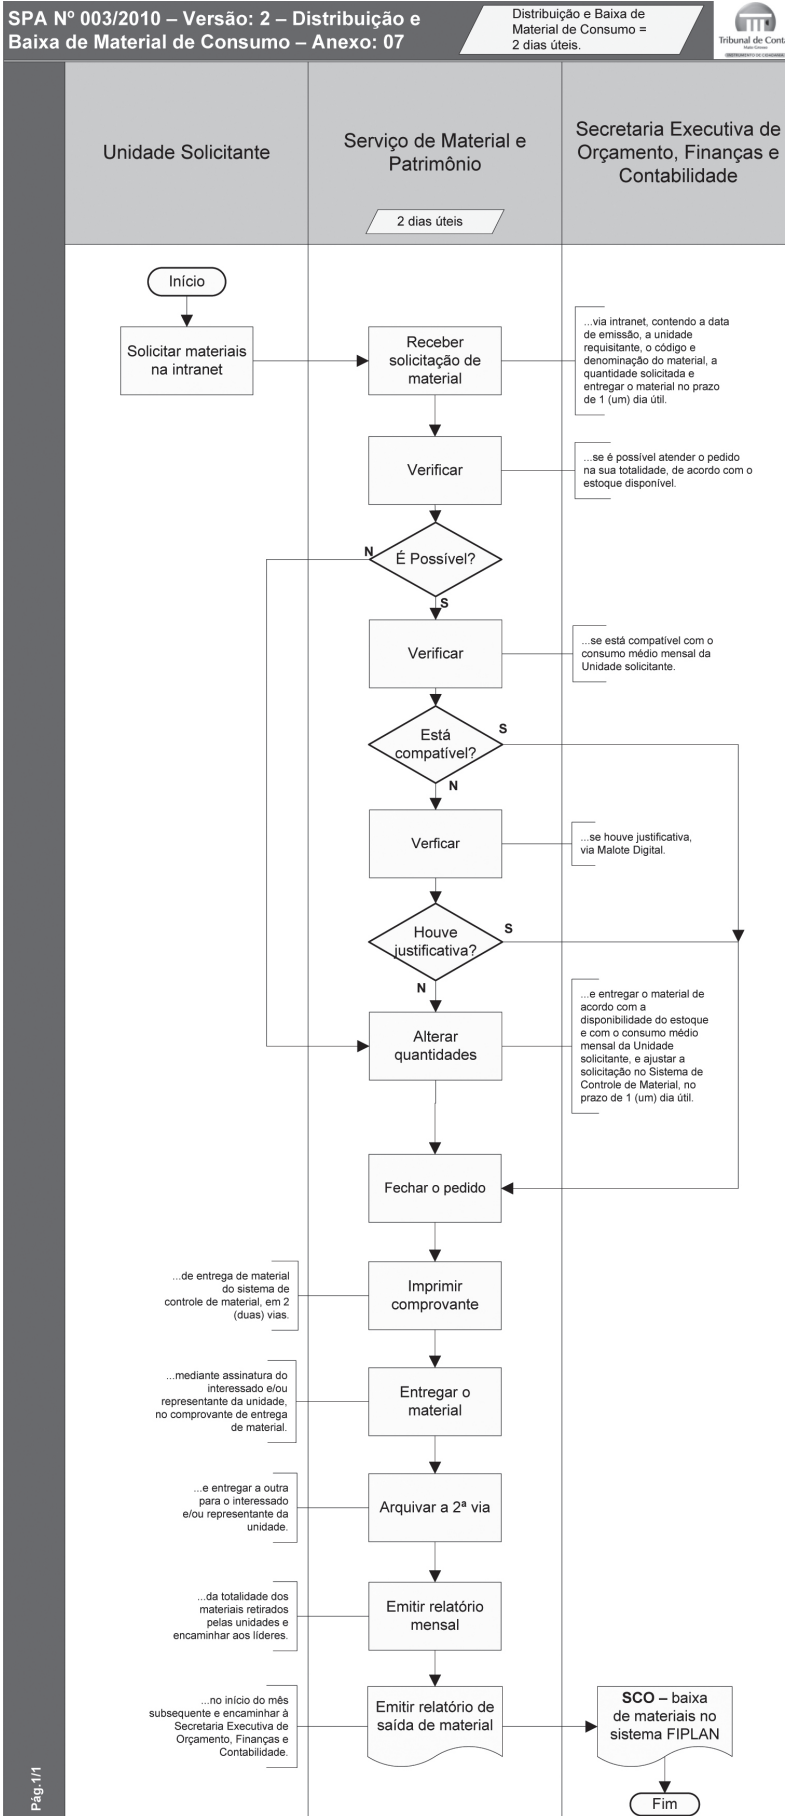 SPA Nº 003/2010 – Versão: 2 – Distribuição e
Baixa de Material de Consumo – Anexo: 07
Distribuição e Baixa de
Material de Consumo =
2 dias úteis.
Tribunal de Conta
Mato Grosso
INSTRUMENTO DE CIDADANIA
Unidade Solicitante
Serviço de Material e
Patrimônio
2 dias úteis
Secretaria Executiva de
Orçamento, Finanças e
Contabilidade
Início
Solicitar materiais
na intranet
Receber
solicitação de
material
...via intranet, contendo a data
de emissão, a unidade
requisitante, o código e
denominação do material, a
quantidade solicitada e
entregar o material no prazo
de 1 (um) dia útil.
Verificar
...se é possível atender o pedido
na sua totalidade, de acordo com o
estoque disponível.
N
É Possível?
S
Verificar
...se está compatível com o
consumo médio mensal da
Unidade solicitante.
Está
compatível?
S
N
Verficar
...se houve justificativa,
via Malote Digital.
Houve
justificativa?
S
N
Alterar
quantidades
...e entregar o material de
acordo com a
disponibilidade do estoque
e com o consumo médio
mensal da Unidade
solicitante, e ajustar a
solicitação no Sistema de
Controle de Material, no
prazo de 1 (um) dia útil.
Fechar o pedido
...de entrega de material
do sistema de
controle de material, em 2
(duas) vias.
Imprimir
comprovante
...mediante assinatura do
interessado e/ou
representante da unidade,
no comprovante de entrega
de material.
Entregar o
material
...e entregar a outra
para o interessado
e/ou representante da
unidade.
Arquivar a 2ª via
...da totalidade dos
materiais retirados
pelas unidades e
encaminhar aos líderes.
Emitir relatório
mensal
...no início do mês
subsequente e encaminhar à
Secretaria Executiva de
Orçamento, Finanças e
Contabilidade.
Emitir relatório de
saída de material
SCO – baixa
de materiais no
sistema FIPLAN
Fim
Pág.1/1